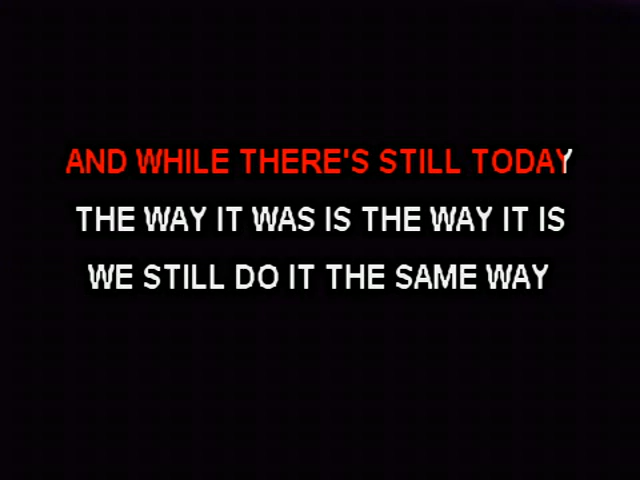 AND WHILE THERE'S STILL TODAY
THE WAY IT WAS IS THE WAY IT IS
WE STILL DO IT THE SAME WAY